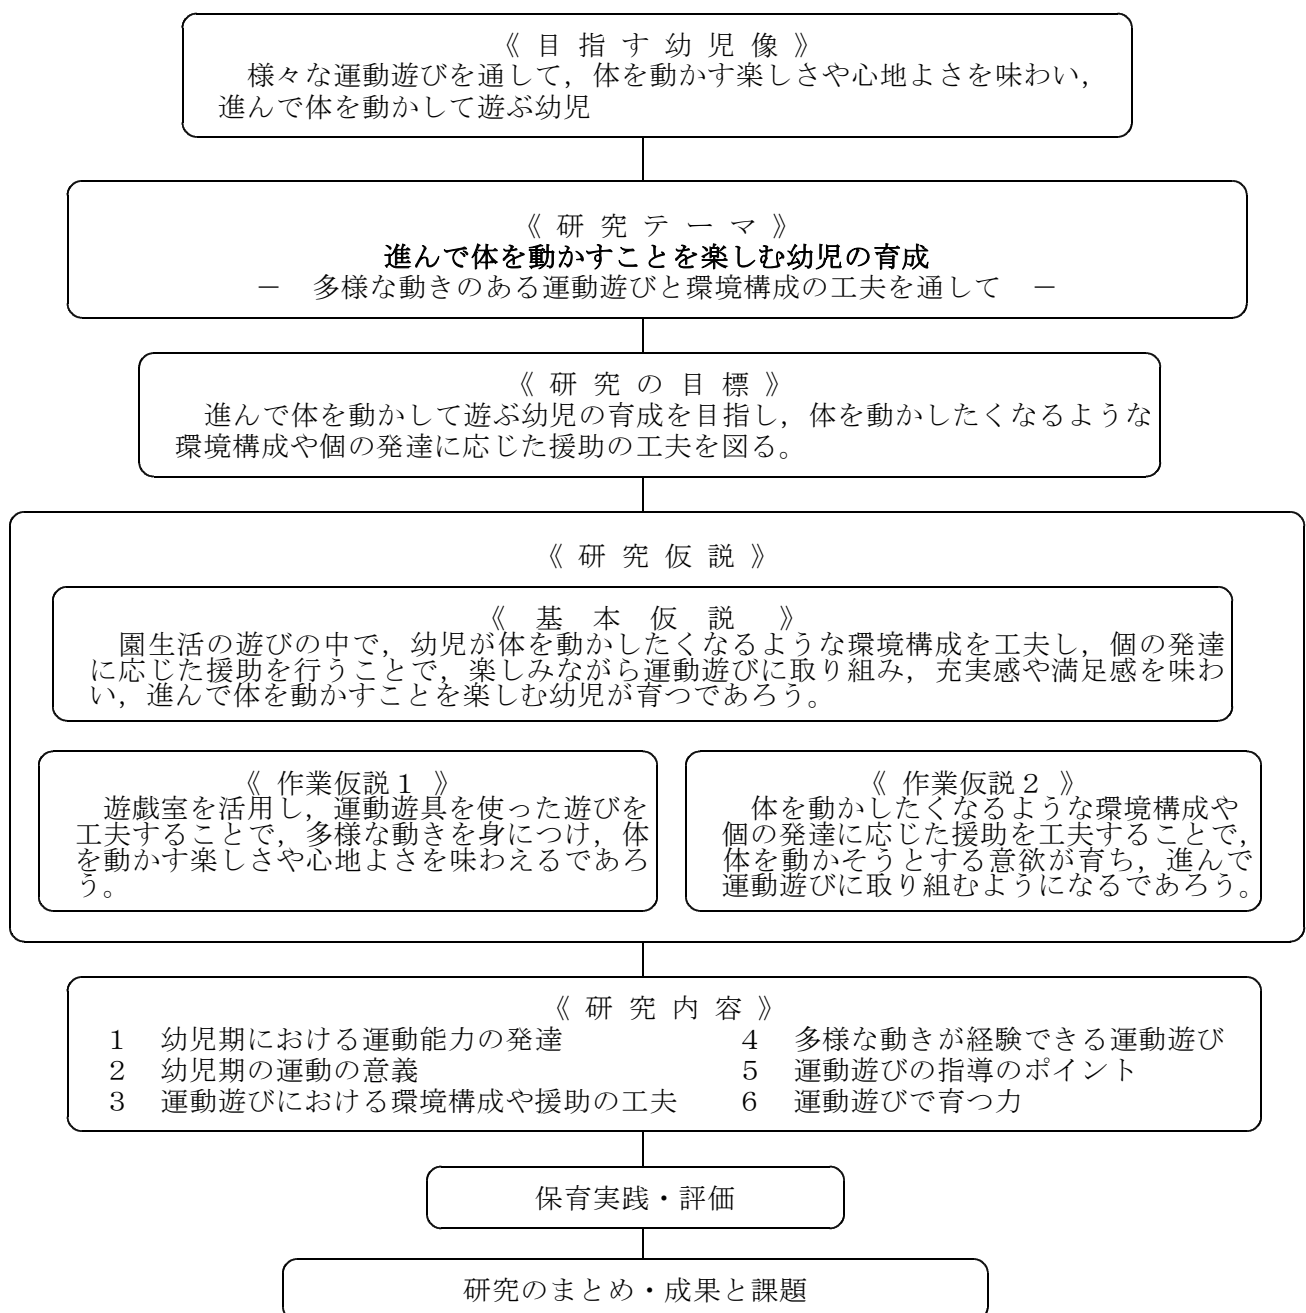 《 目 指 す 幼 児 像 》
様々な運動遊びを通して，体を動かす楽しさや心地よさを味わい，
進んで体を動かして遊ぶ幼児
《 研 究 テ ー マ 》
進んで体を動かすことを楽しむ幼児の育成
－　多様な動きのある運動遊びと環境構成の工夫を通して　－
《 研 究 の 目 標 》
進んで体を動かして遊ぶ幼児の育成を目指し，体を動かしたくなるような
環境構成や個の発達に応じた援助の工夫を図る。
《 研 究 仮 説 》
《　基　本　仮　説　》
園生活の遊びの中で，幼児が体を動かしたくなるような環境構成を工夫し，個の発達
に応じた援助を行うことで，楽しみながら運動遊びに取り組み，充実感や満足感を味わ
い，進んで体を動かすことを楽しむ幼児が育つであろう。
《 作業仮説１ 》
遊戯室を活用し，運動遊具を使った遊びを
工夫することで，多様な動きを身につけ，体
を動かす楽しさや心地よさを味わえるであろ
う。
《 作業仮説２ 》
体を動かしたくなるような環境構成や
個の発達に応じた援助を工夫することで，
体を動かそうとする意欲が育ち，進んで
運動遊びに取り組むようになるであろう。
《 研 究 内 容 》
１　幼児期における運動能力の発達
２　幼児期の運動の意義
３　運動遊びにおける環境構成や援助の工夫
４　多様な動きが経験できる運動遊び
５　運動遊びの指導のポイント
６　運動遊びで育つ力
保育実践・評価
研究のまとめ・成果と課題